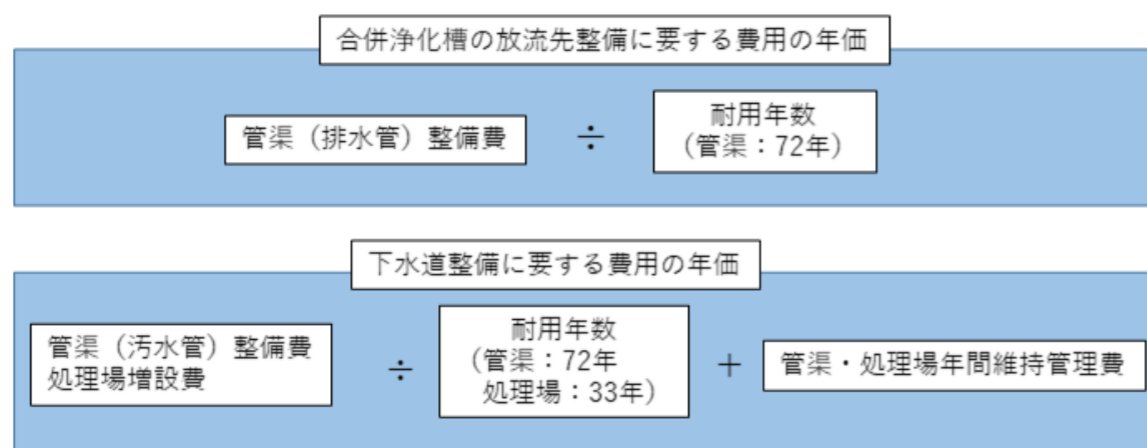 合併浄化槽の放流先整備に要する費用の年価
管渠（排水管）整備費
÷
耐用年数
（管渠：72年）
下水道整備に要する費用の年価
管渠（汚水管）整備費
処理場増設費
÷
耐用年数
（管渠：72年
処理場：33年）
＋
管渠・処理場年間維持管理費